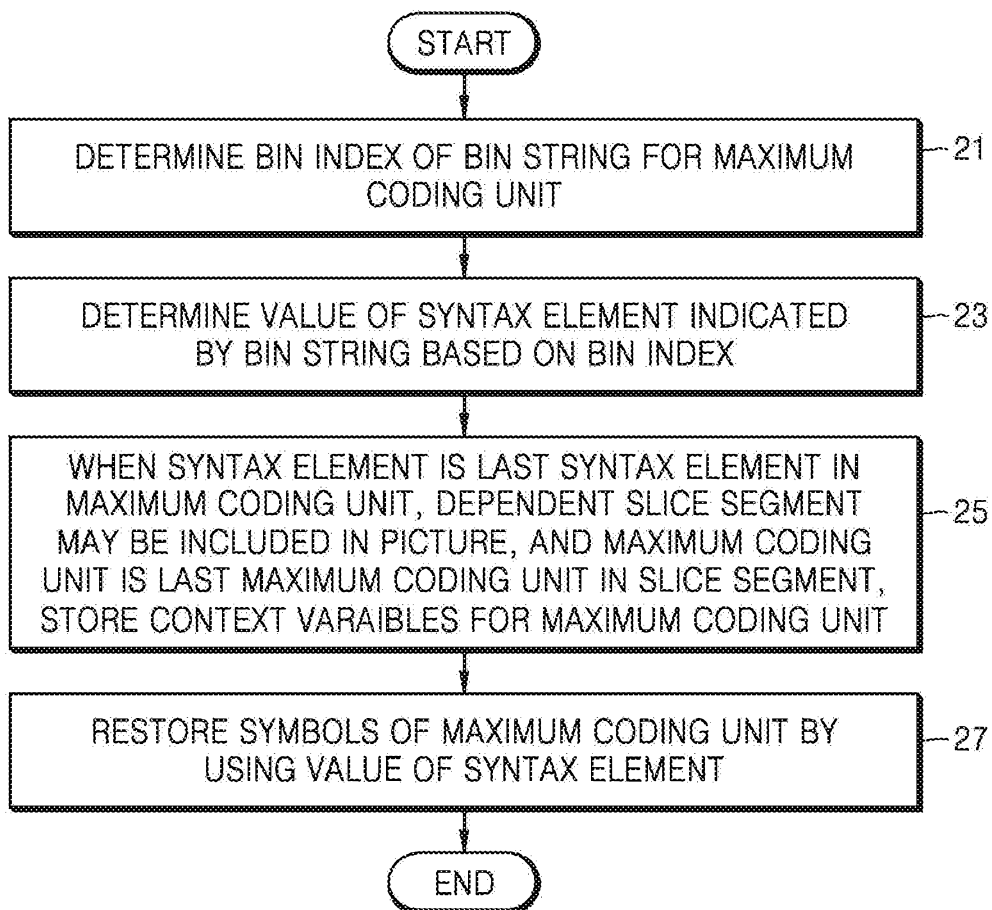 START
DETERMINE BIN INDEX OF BIN STRING FOR MAXIMUM
CODING UNIT
21
DETERMINE VALUE OF SYNTAX ELEMENT INDICATED
BY BIN STRING BASED ON BIN INDEX
23
WHEN SYNTAX ELEMENT IS LAST SYNTAX ELEMENT IN
MAXIMUM CODING UNIT, DEPENDENT SLICE SEGMENT
MAY BE INCLUDED IN PICTURE, AND MAXIMUM CODING
UNIT IS LAST MAXIMUM CODING UNIT IN SLICE SEGMENT,
STORE CONTEXT VARAIBLES FOR MAXIMUM CODING UNIT
25
RESTORE SYMBOLS OF MAXIMUM CODING UNIT BY
USING VALUE OF SYNTAX ELEMENT
27
END